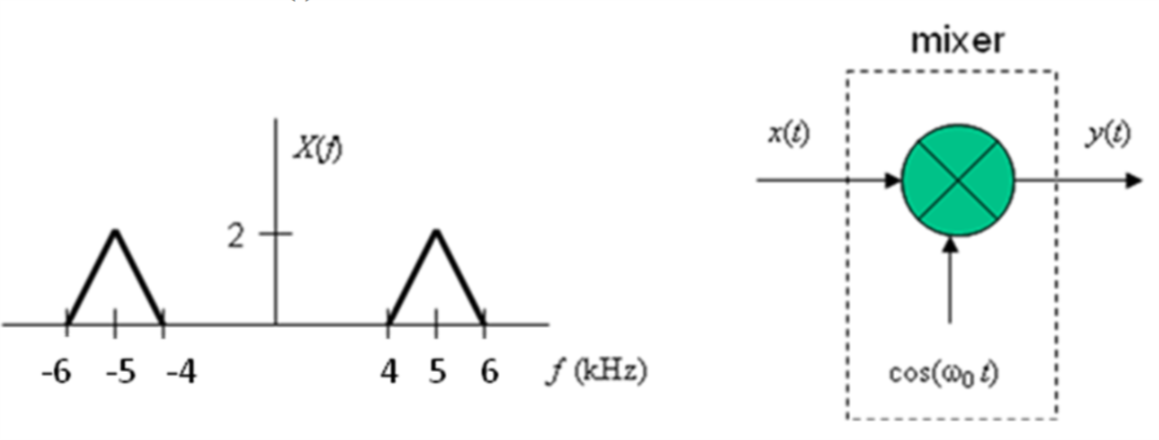 X(f)
2
-6 -5 -4 4 5 6 f (kHz)
mixer
x(t)
y(t)
cos(ω₀ t)